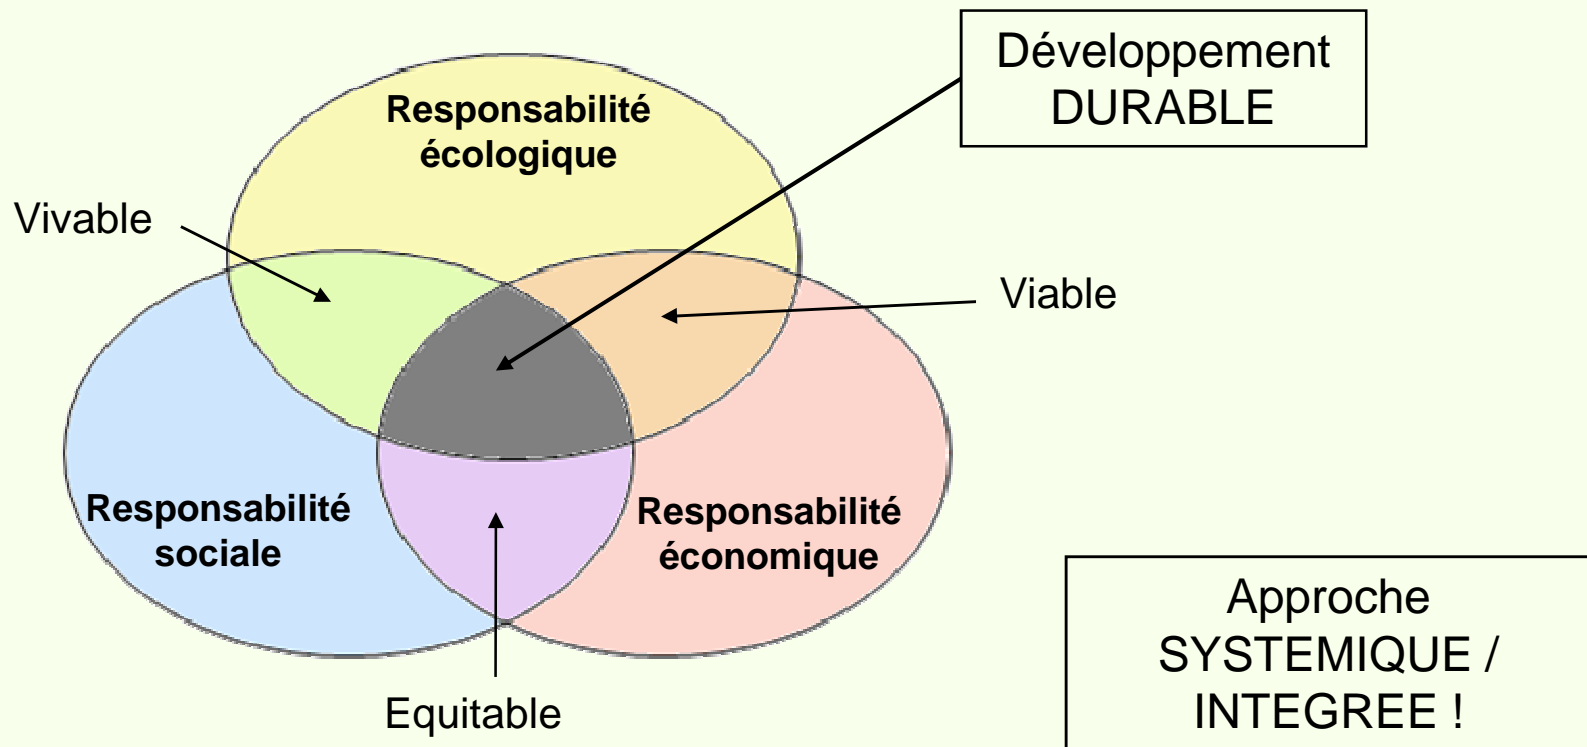 Développement
DURABLE
Responsabilité
écologique
Vivable
Viable
Responsabilité
sociale
Responsabilité
économique
Equitable
Approche
SYSTEMIQUE /
INTEGREE !